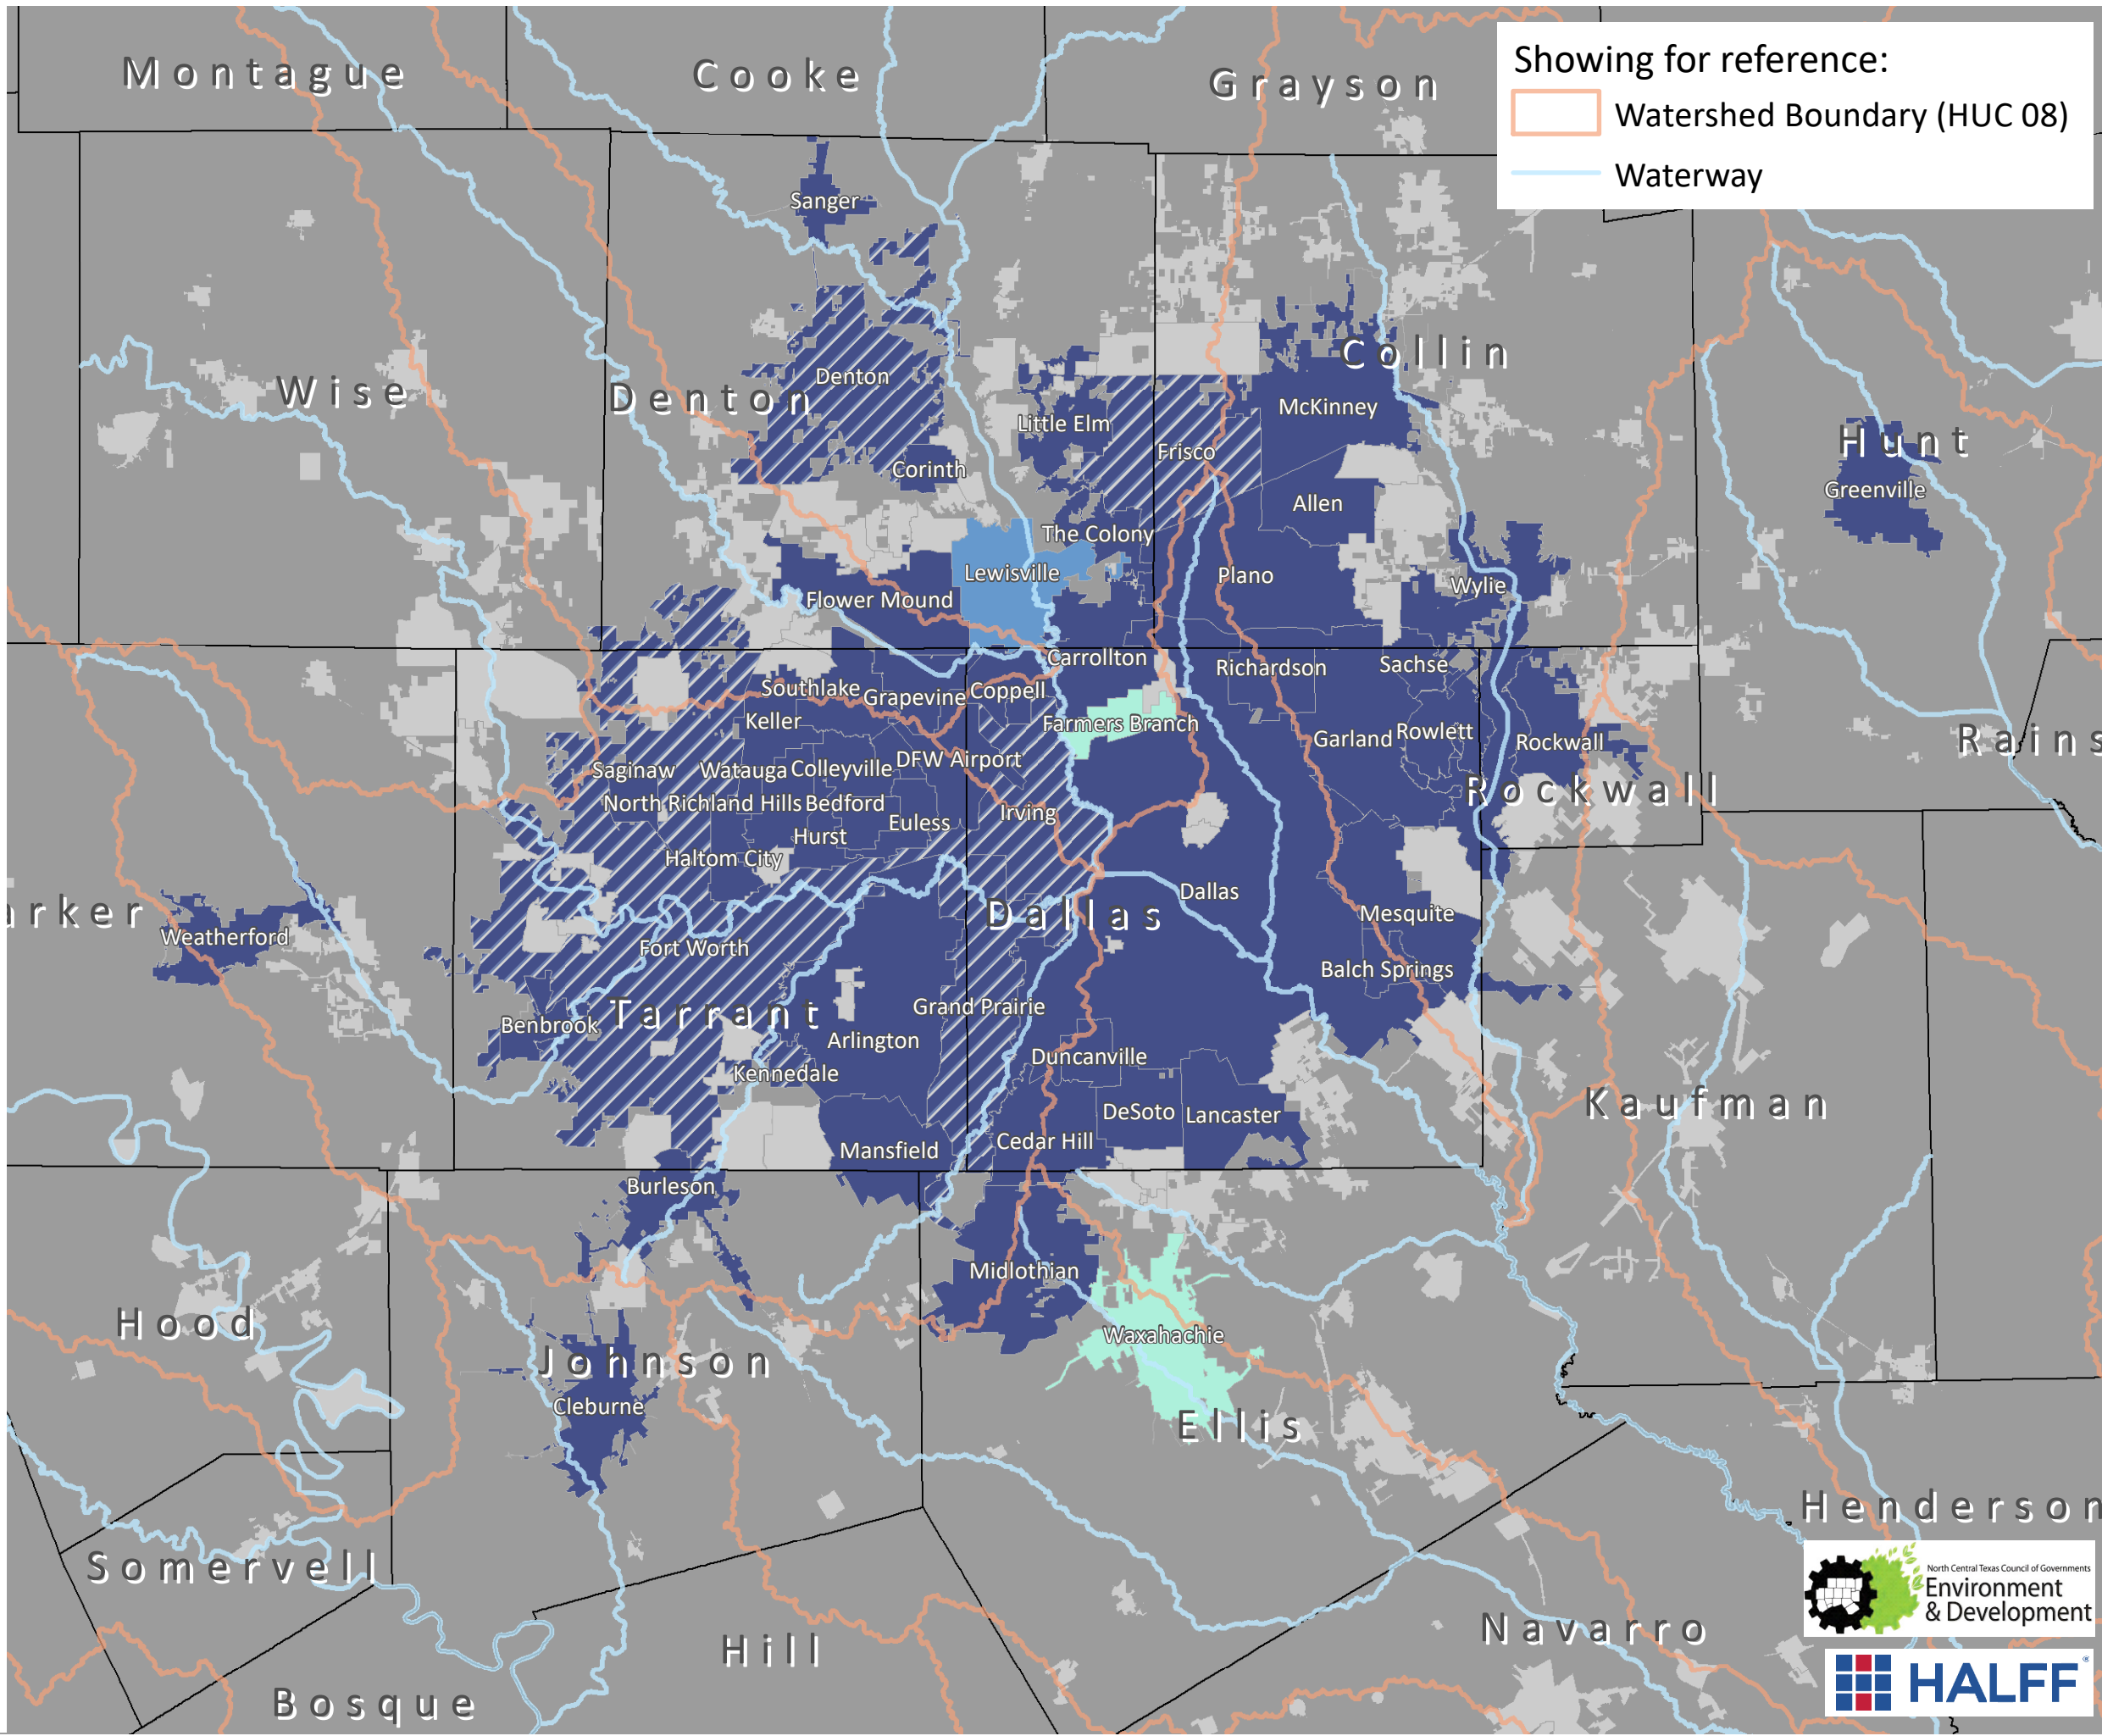 Montague
Cooke
Grayson
Showing for reference:
Watershed Boundary (HUC 08)
Waterway
Sanger
Wise
Denton
Denton
Collin
McKinney
Little Elm
Frisco
Corinth
Hunt
Greenville
Allen
The Colony
Lewisville
Plano
Wylie
Flower Mound
Carrollton
Richardson
Sachse
Southlake
Grapevine
Coppell
Keller
Farmers Branch
Garland
Rowlett
Rockwall
Rains
Saginaw
Watauga
Colleyville
DFW Airport
Rockwall
North Richland Hills
Bedford
Irving
Euless
Hurst
Haltom City
Dallas
arker
Weatherford
Dallas
Mesquite
Fort Worth
Balch Springs
Tarrant
Grand Prairie
Benbrook
Arlington
Duncanville
Kennedale
Kaufman
DeSoto
Lancaster
Mansfield
Cedar Hill
Burleson
Midlothian
Hood
Waxahachie
Johnson
Cleburne
Ellis
Henderson
Somervell
North Central Texas Council of Governments
Environment
& Development
Navarro
Hill
HALFF
Bosque